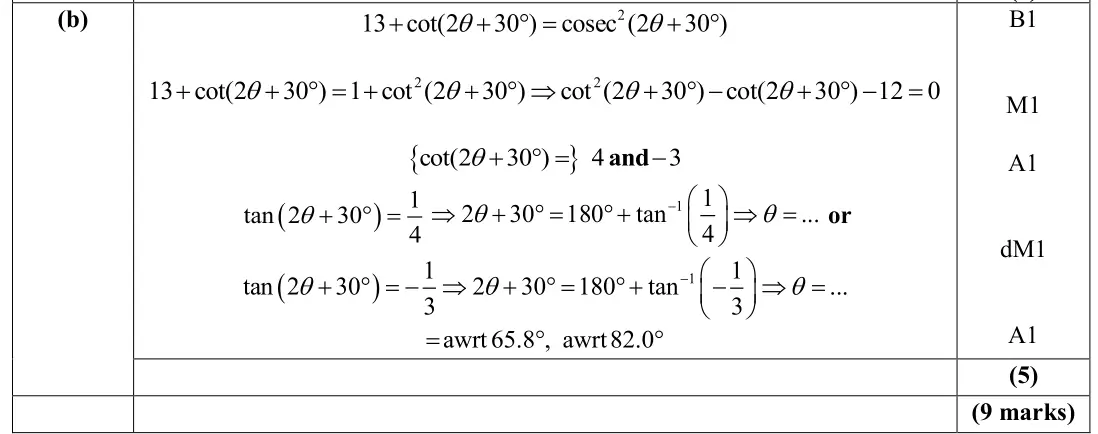 (b) 13 + cot(2θ + 30°) = cosec²(2θ + 30°) B1
13 + cot(2θ + 30°) = 1 + cot²(2θ + 30°) ⇒ cot²(2θ + 30°) − cot(2θ + 30°) − 12 = 0 M1
{cot(2θ + 30°) =} 4 and −3 A1
tan(2θ + 30°) = 1/4 ⇒ 2θ + 30° = 180° + tan⁻¹(1/4) ⇒ θ = ... or
dM1
tan(2θ + 30°) = −1/3 ⇒ 2θ + 30° = 180° + tan⁻¹(−1/3) ⇒ θ = ...
= awrt 65.8°, awrt 82.0° A1
(5)
(9 marks)